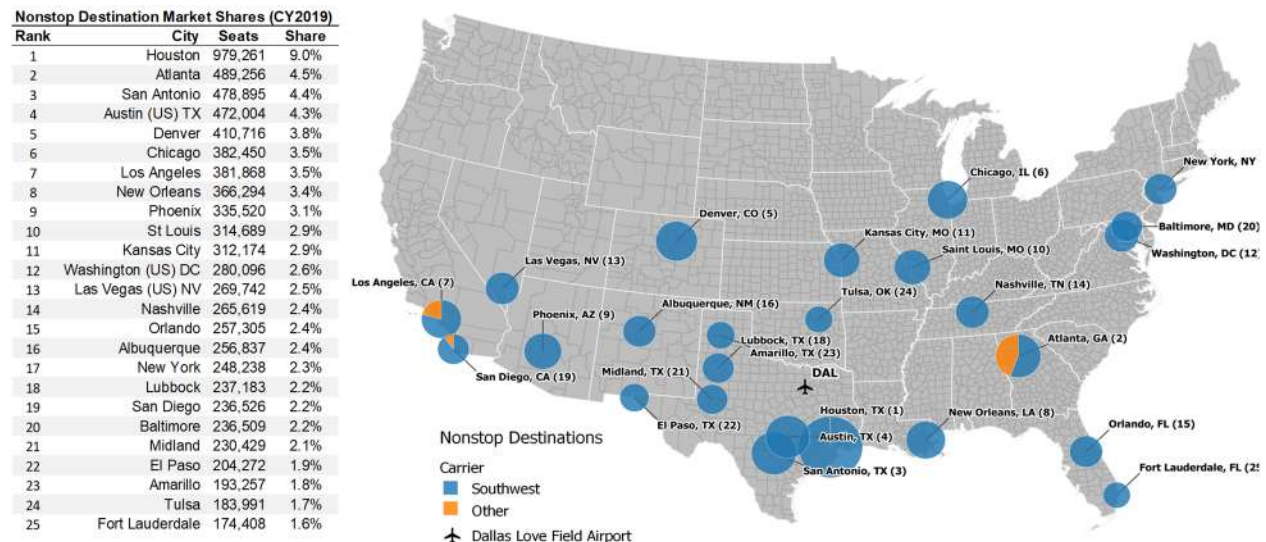 Nonstop Destination Market Shares (CY2019)
Rank City Seats Share
1 Houston 979,261 9.0%
2 Atlanta 489,256 4.5%
3 San Antonio 478,895 4.4%
4 Austin (US) TX 472,004 4.3%
5 Denver 410,716 3.8%
6 Chicago 382,450 3.5%
7 Los Angeles 381,868 3.5%
8 New Orleans 366,294 3.4%
9 Phoenix 335,520 3.1%
10 St Louis 314,689 2.9%
11 Kansas City 312,174 2.9%
12 Washington (US) DC 280,096 2.6%
13 Las Vegas (US) NV 269,742 2.5%
14 Nashville 265,619 2.4%
15 Orlando 257,305 2.4%
16 Albuquerque 256,837 2.4%
17 New York 248,238 2.3%
18 Lubbock 237,183 2.2%
19 San Diego 236,526 2.2%
20 Baltimore 236,509 2.2%
21 Midland 230,429 2.1%
22 El Paso 204,272 1.9%
23 Amarillo 193,257 1.8%
24 Tulsa 183,991 1.7%
25 Fort Lauderdale 174,408 1.6%
New York, NY
Chicago, IL (6)
Denver, CO (5)
Baltimore, MD (20)
Kansas City, MO (11)
Saint Louis, MO (10)
Washington, DC (12)
Las Vegas, NV (13)
Los Angeles, CA (7)
Tulsa, OK (24)
Nashville, TN (14)
Albuquerque, NM (16)
Phoenix, AZ (9)
Lubbock, TX (18)
Amarillo, TX (23)
Atlanta, GA (2)
San Diego, CA (19)
Midland, TX (21)
DAL
El Paso, TX (22)
Houston, TX (1)
New Orleans, LA (8)
Austin, TX (4)
San Antonio, TX (3)
Orlando, FL (15)
Fort Lauderdale, FL (25
Nonstop Destinations
Carrier
Southwest
Other
Dallas Love Field Airport